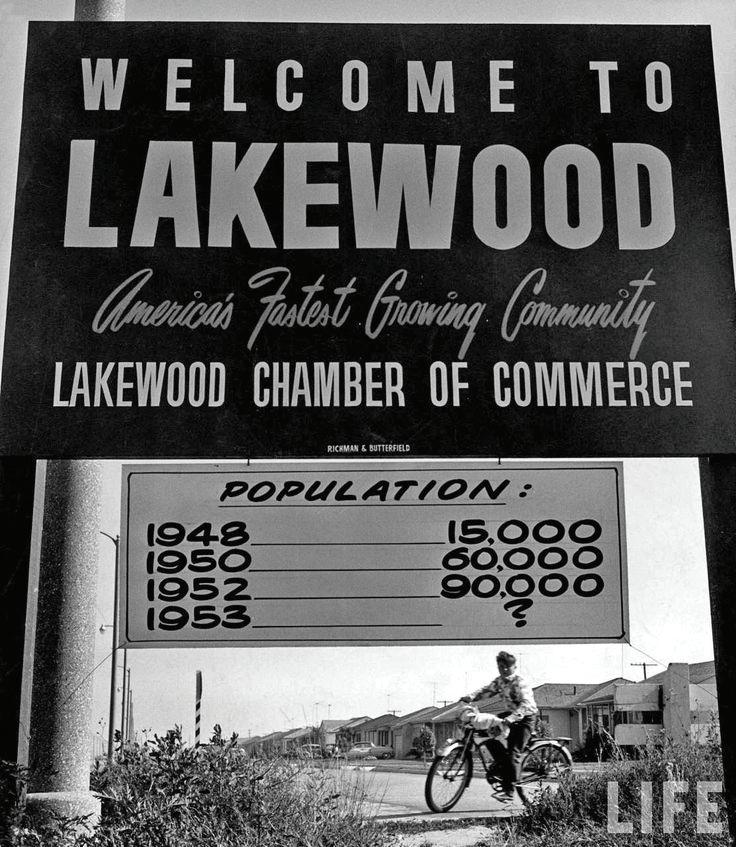 WELCOME TO
LAKEWOOD
America's Fastest Growing Community
LAKEWOOD CHAMBER OF COMMERCE
RICHMAN & BUTTERFIELD
POPULATION:
1948 15,000
1950 60,000
1952 90,000
1953 ?
LIFE